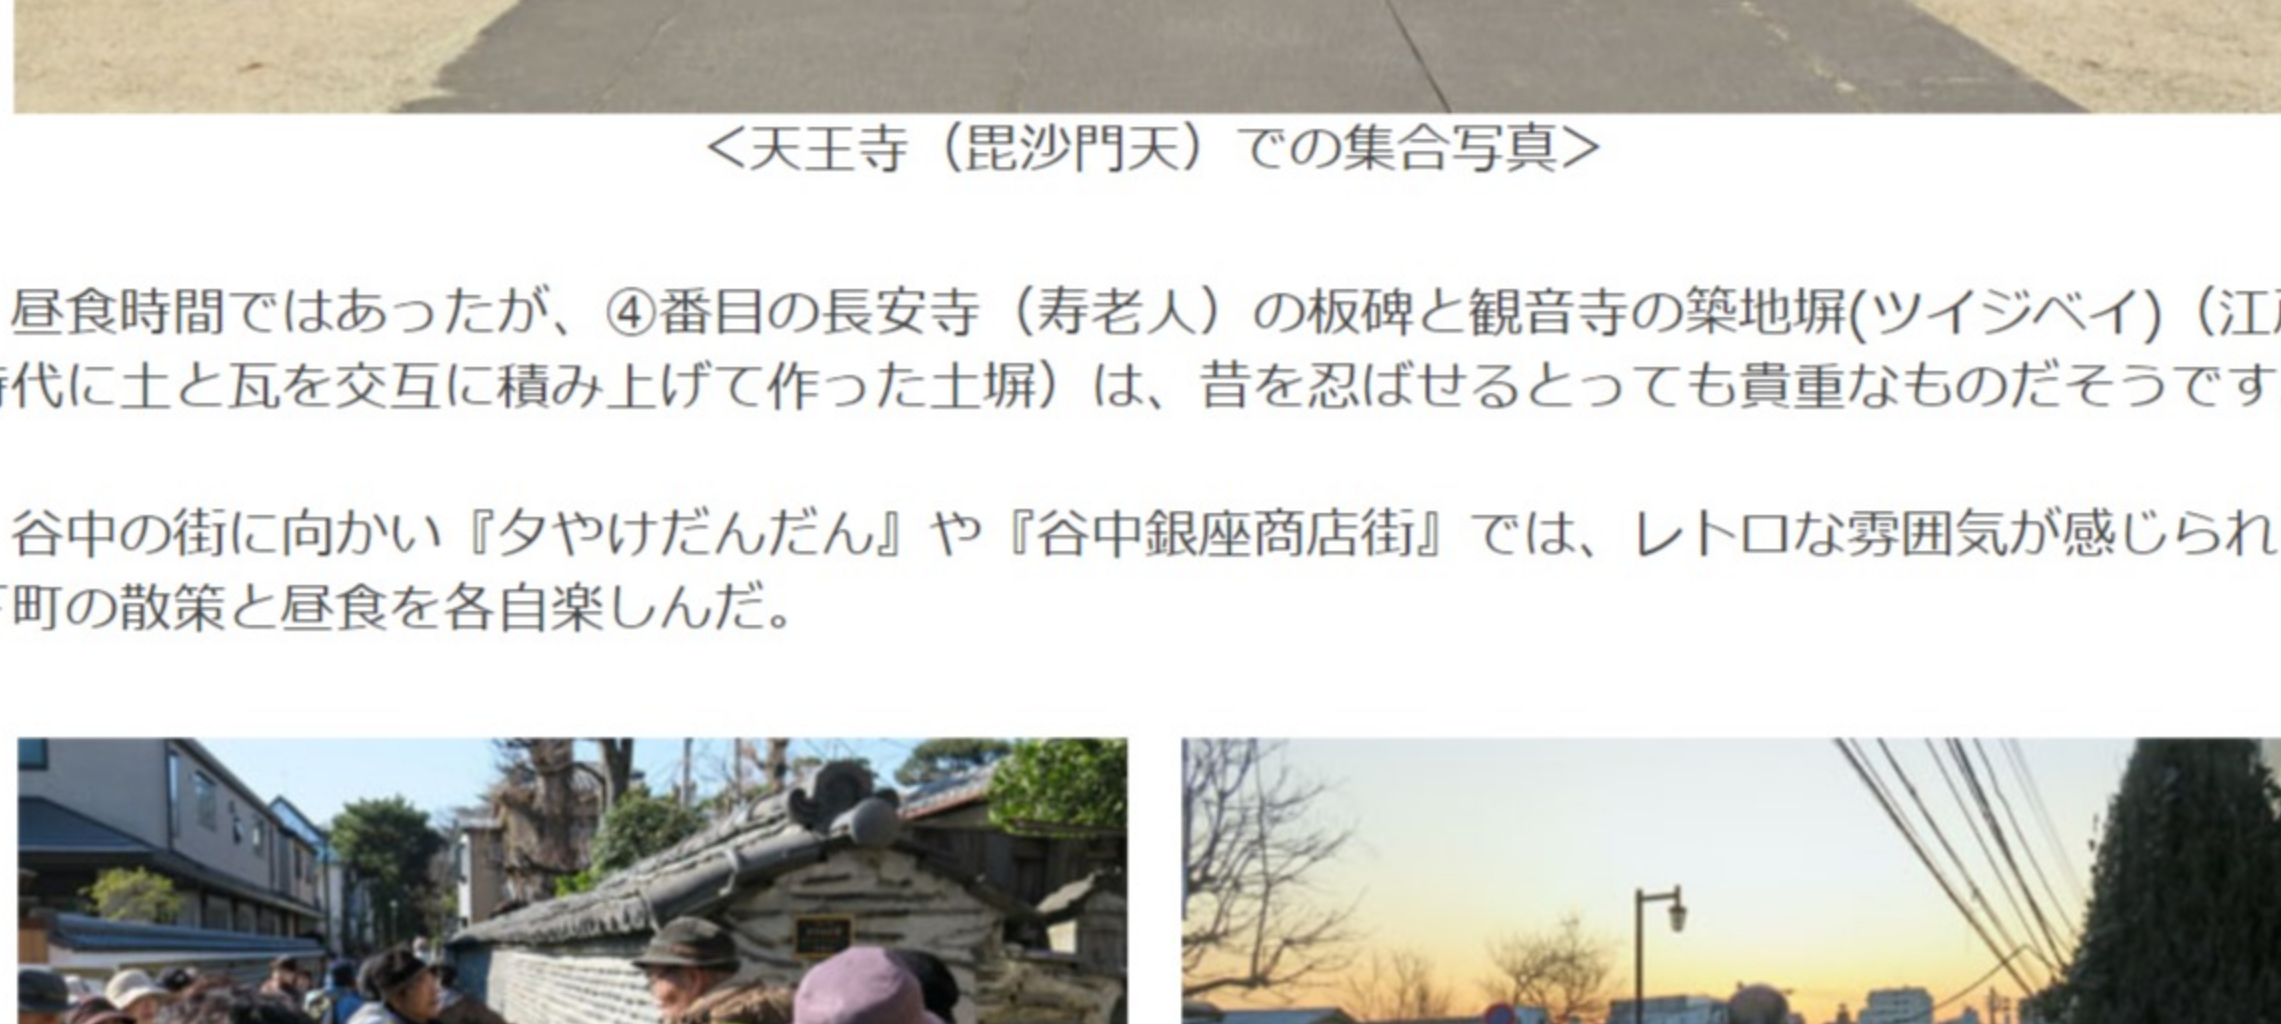 ＜天王寺（毘沙門天）での集合写真＞
昼食時間ではあったが、④番目の長安寺（寿老人）の板碑と観音寺の築地塀(ツイジベイ)（江戸
時代に土と瓦を交互に積み上げて作った土塀）は、昔を忍ばせるとっても貴重なものだそうです
谷中の街に向かい『夕やけだんだん』や『谷中銀座商店街』では、レトロな雰囲気が感じられ
下町の散策と昼食を各自楽しんだ。